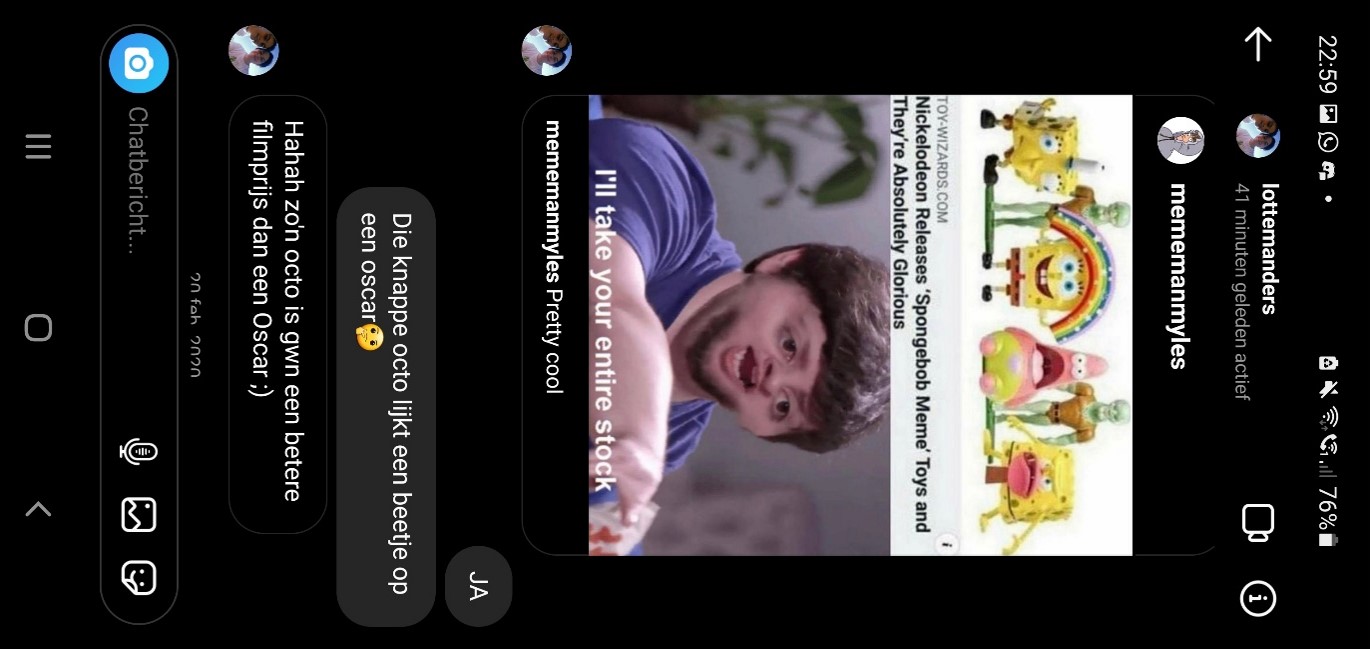 22:59
76%
lottemanders
41 minuten geleden actief
mememanmyles
TOY-WIZARDS.COM
Nickelodeon Releases ‘Spongebob Meme’ Toys and
They’re Absolutely Glorious
I'll take your entire stock
mememanmyles Pretty cool
JA
Die knappe octo lijkt een beetje op
een oscar🤔
Hahah zo'n octo is gwn een betere
filmprijs dan een Oscar ;)
20 feb. 2020
Chatbericht...